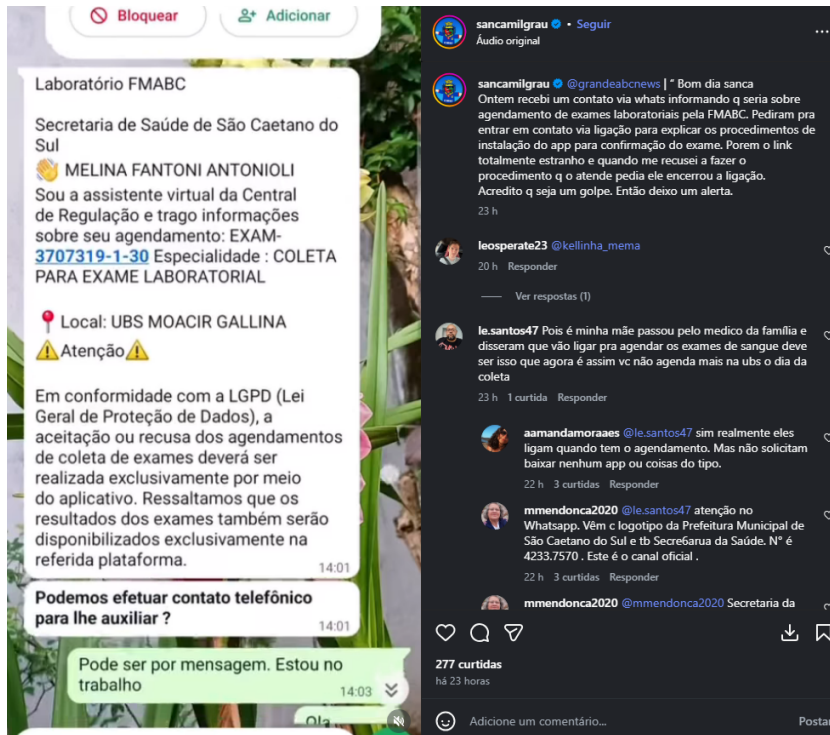 Bloquear
Adicionar
Laboratório FMABC
Secretaria de Saúde de São Caetano do
Sul
👋 MELINA FANTONI ANTONIOLI
Sou a assistente virtual da Central
de Regulação e trago informações
sobre seu agendamento: EXAM-
3707319-1-30 Especialidade : COLETA
PARA EXAME LABORATORIAL
📍 Local: UBS MOACIR GALLINA
⚠️Atenção⚠️
Em conformidade com a LGPD (Lei
Geral de Proteção de Dados), a
aceitação ou recusa dos agendamentos
de coleta de exames deverá ser
realizada exclusivamente por meio
do aplicativo. Ressaltamos que os
resultados dos exames também serão
disponibilizados exclusivamente na
referida plataforma.
14:01
Podemos efetuar contato telefônico
para lhe auxiliar ?
14:01
Pode ser por mensagem. Estou no
trabalho
14:03
Ola
sancamilgrau • Seguir
Áudio original
sancamilgrau @grandeabcnews | " Bom dia sanca
Ontem recebi um contato via whats informando q seria sobre
agendamento de exames laboratoriais pela FMABC. Pediram pra
entrar em contato via ligação para explicar os procedimentos de
instalação do app para confirmação do exame. Porem o link
totalmente estranho e quando me recusei a fazer o
procedimento q o atende pedia ele encerrou a ligação.
Acredito q seja um golpe. Então deixo um alerta.
23 h
leosperate23 @kellinha_mema
20 h Responder
Ver respostas (1)
le.santos47 Pois é minha mãe passou pelo medico da família e
disseram que vão ligar pra agendar os exames de sangue deve
ser isso que agora é assim vc não agenda mais na ubs o dia da
coleta
23 h 1 curtida Responder
aamandamoraaes @le.santos47 sim realmente eles
ligam quando tem o agendamento. Mas não solicitam
baixar nenhum app ou coisas do tipo.
22 h 3 curtidas Responder
mmendonca2020 @le.santos47 atenção no
Whatsapp. Vêm c logotipo da Prefeitura Municipal de
São Caetano do Sul e tb Secre6arua da Saúde. N° é
4233.7570 . Este é o canal oficial .
22 h 3 curtidas Responder
mmendonca2020 @mmendonca2020 Secretaria da
277 curtidas
há 23 horas
Adicione um comentário...
Postar